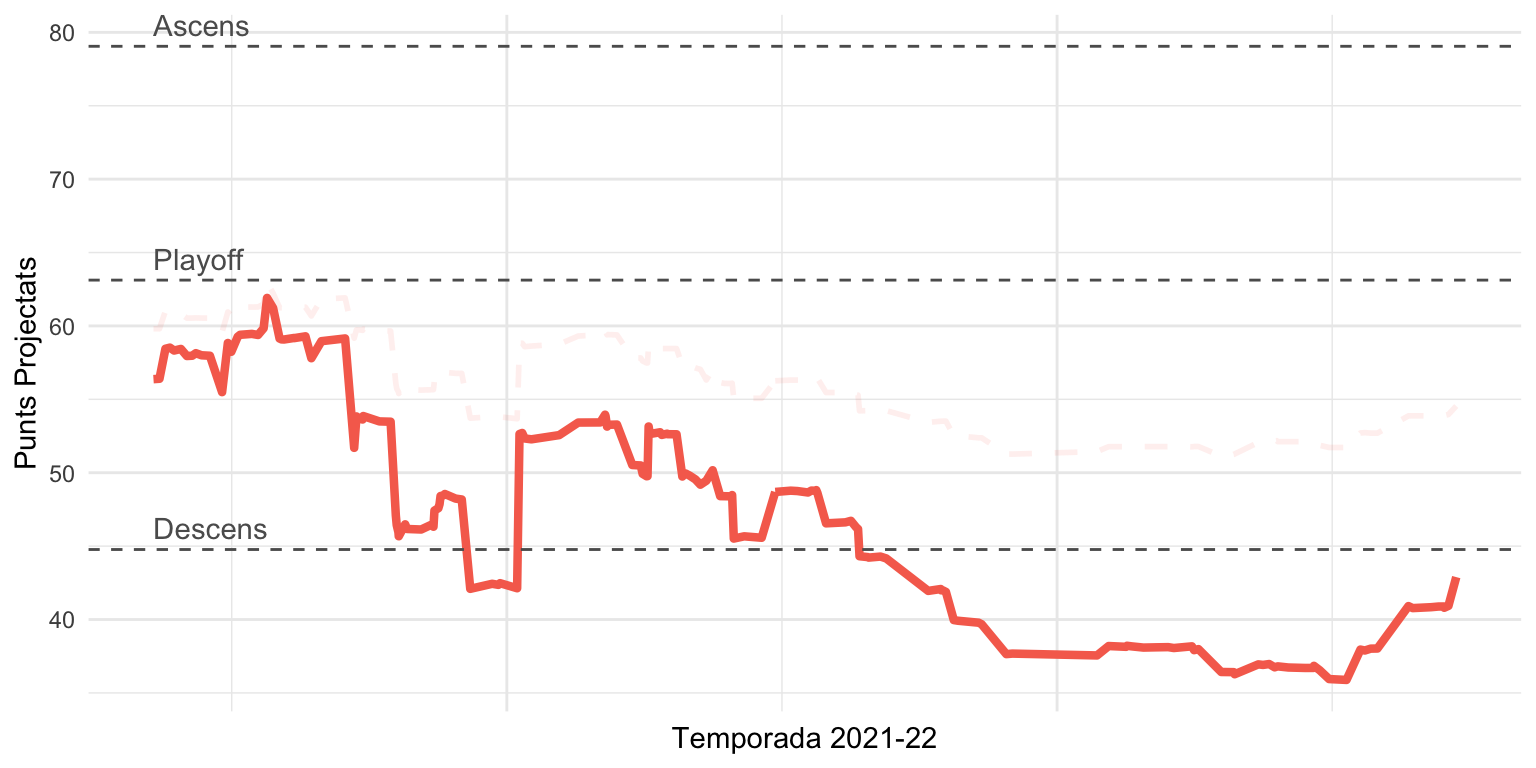 Ascens
80
70
Playoff
60
Punts Projectats
50
Descens
40
Temporada 2021-22